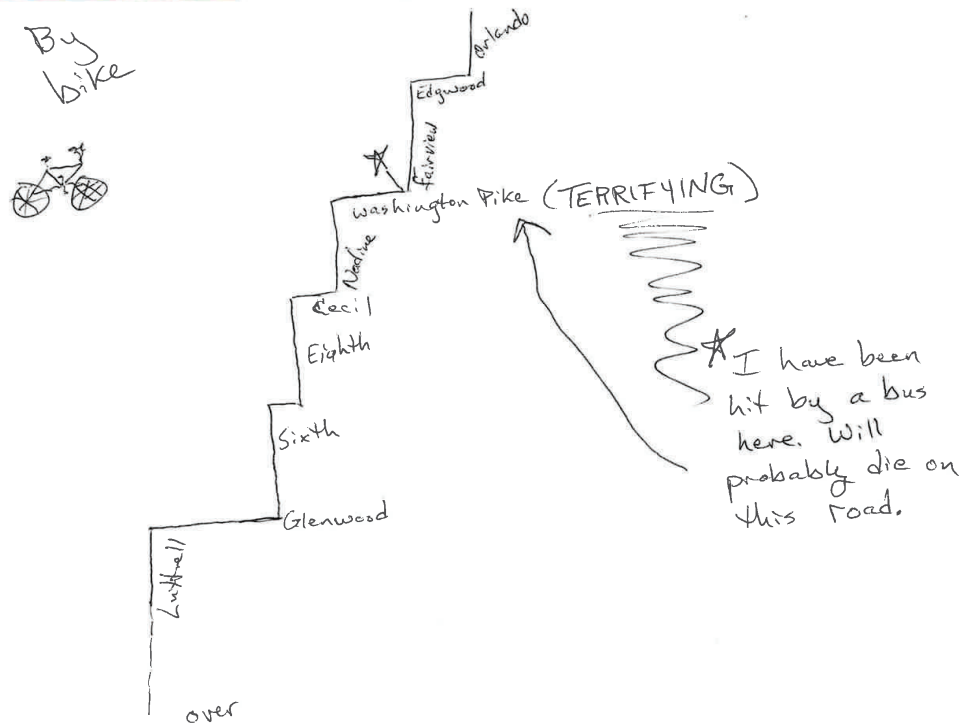 By
bike
Orlando
Edgwood
Fairview
Washington Pike (TERRIFYING)
Nadine
Cecil
Eighth
I have been
hit by a bus
here. Will
probably die on
this road.
Sixth
Glenwood
Luttrell
over